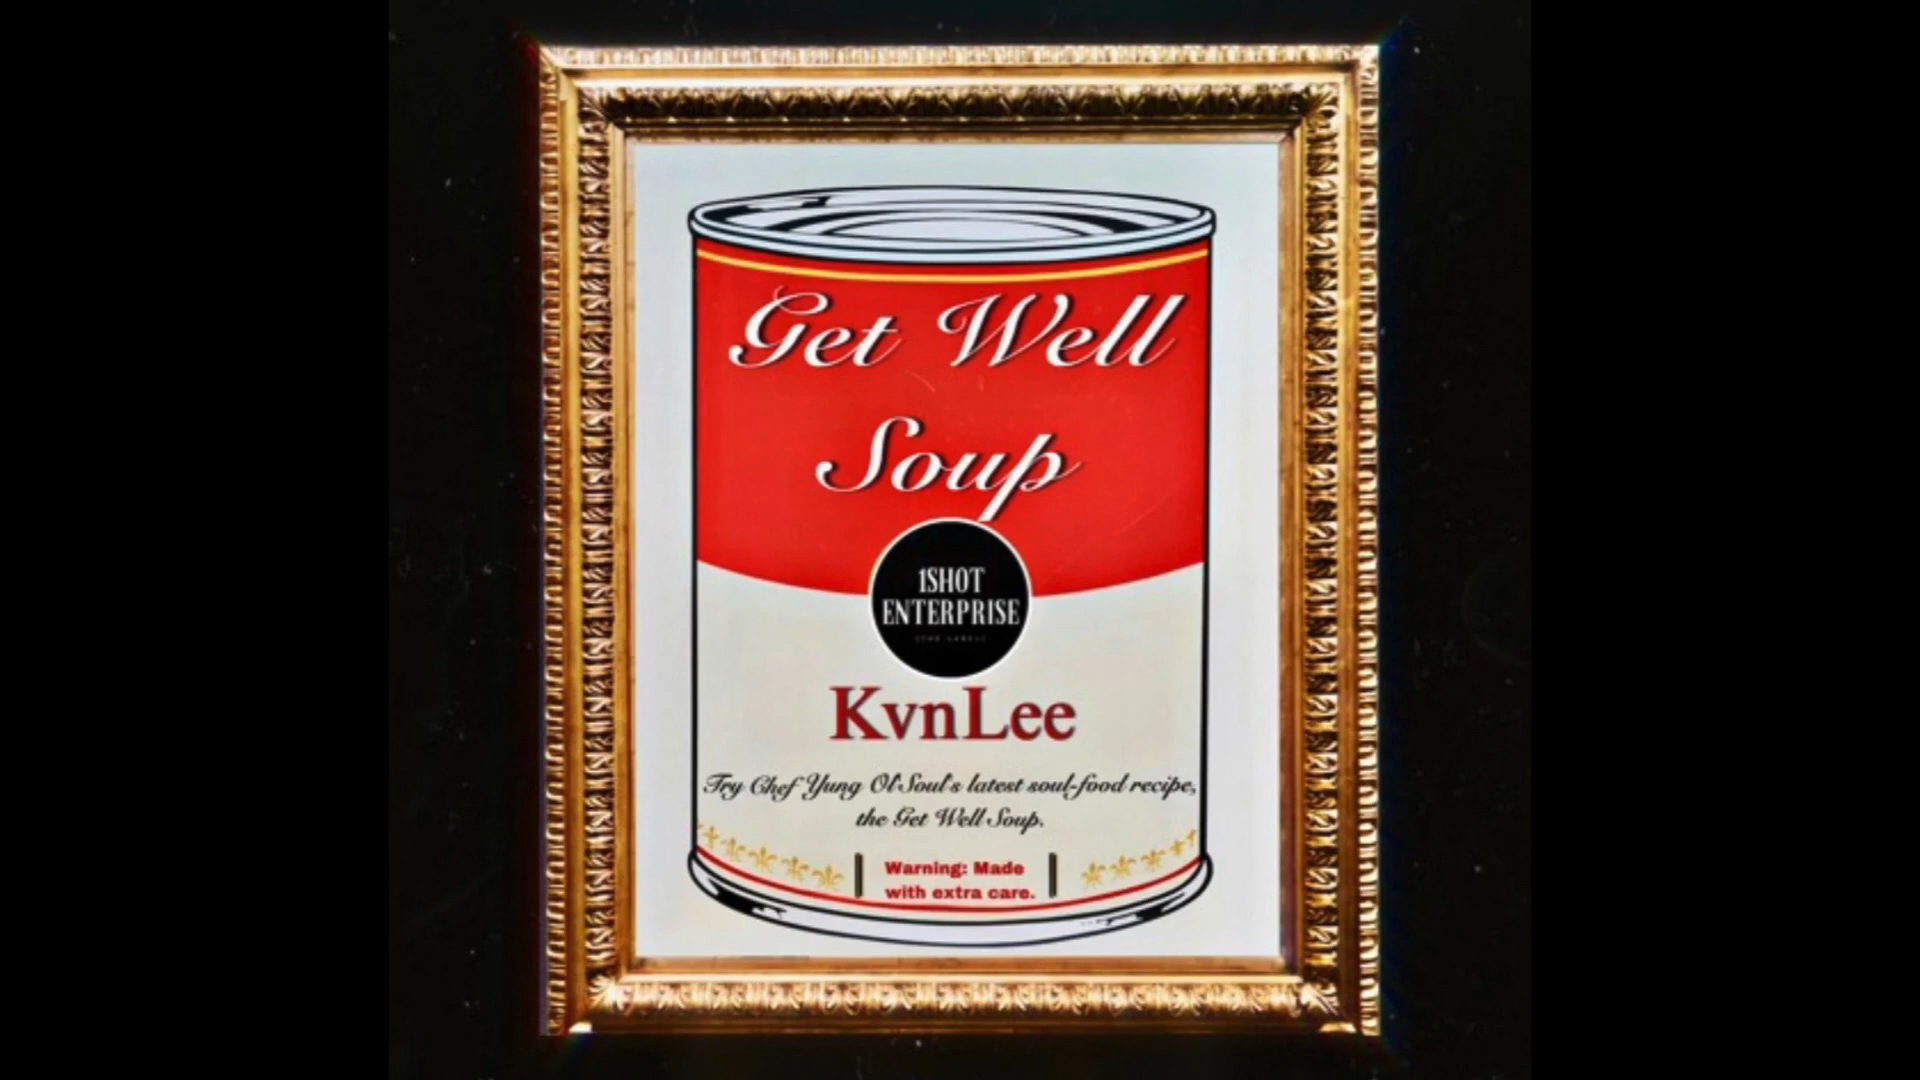 Get Well
Soup
1SHOT
ENTERPRISE
KvnLee
Try Chef Yung Ol'Soul's latest soul-food recipe,
the Get Well Soup.
Warning: Made
with extra care.